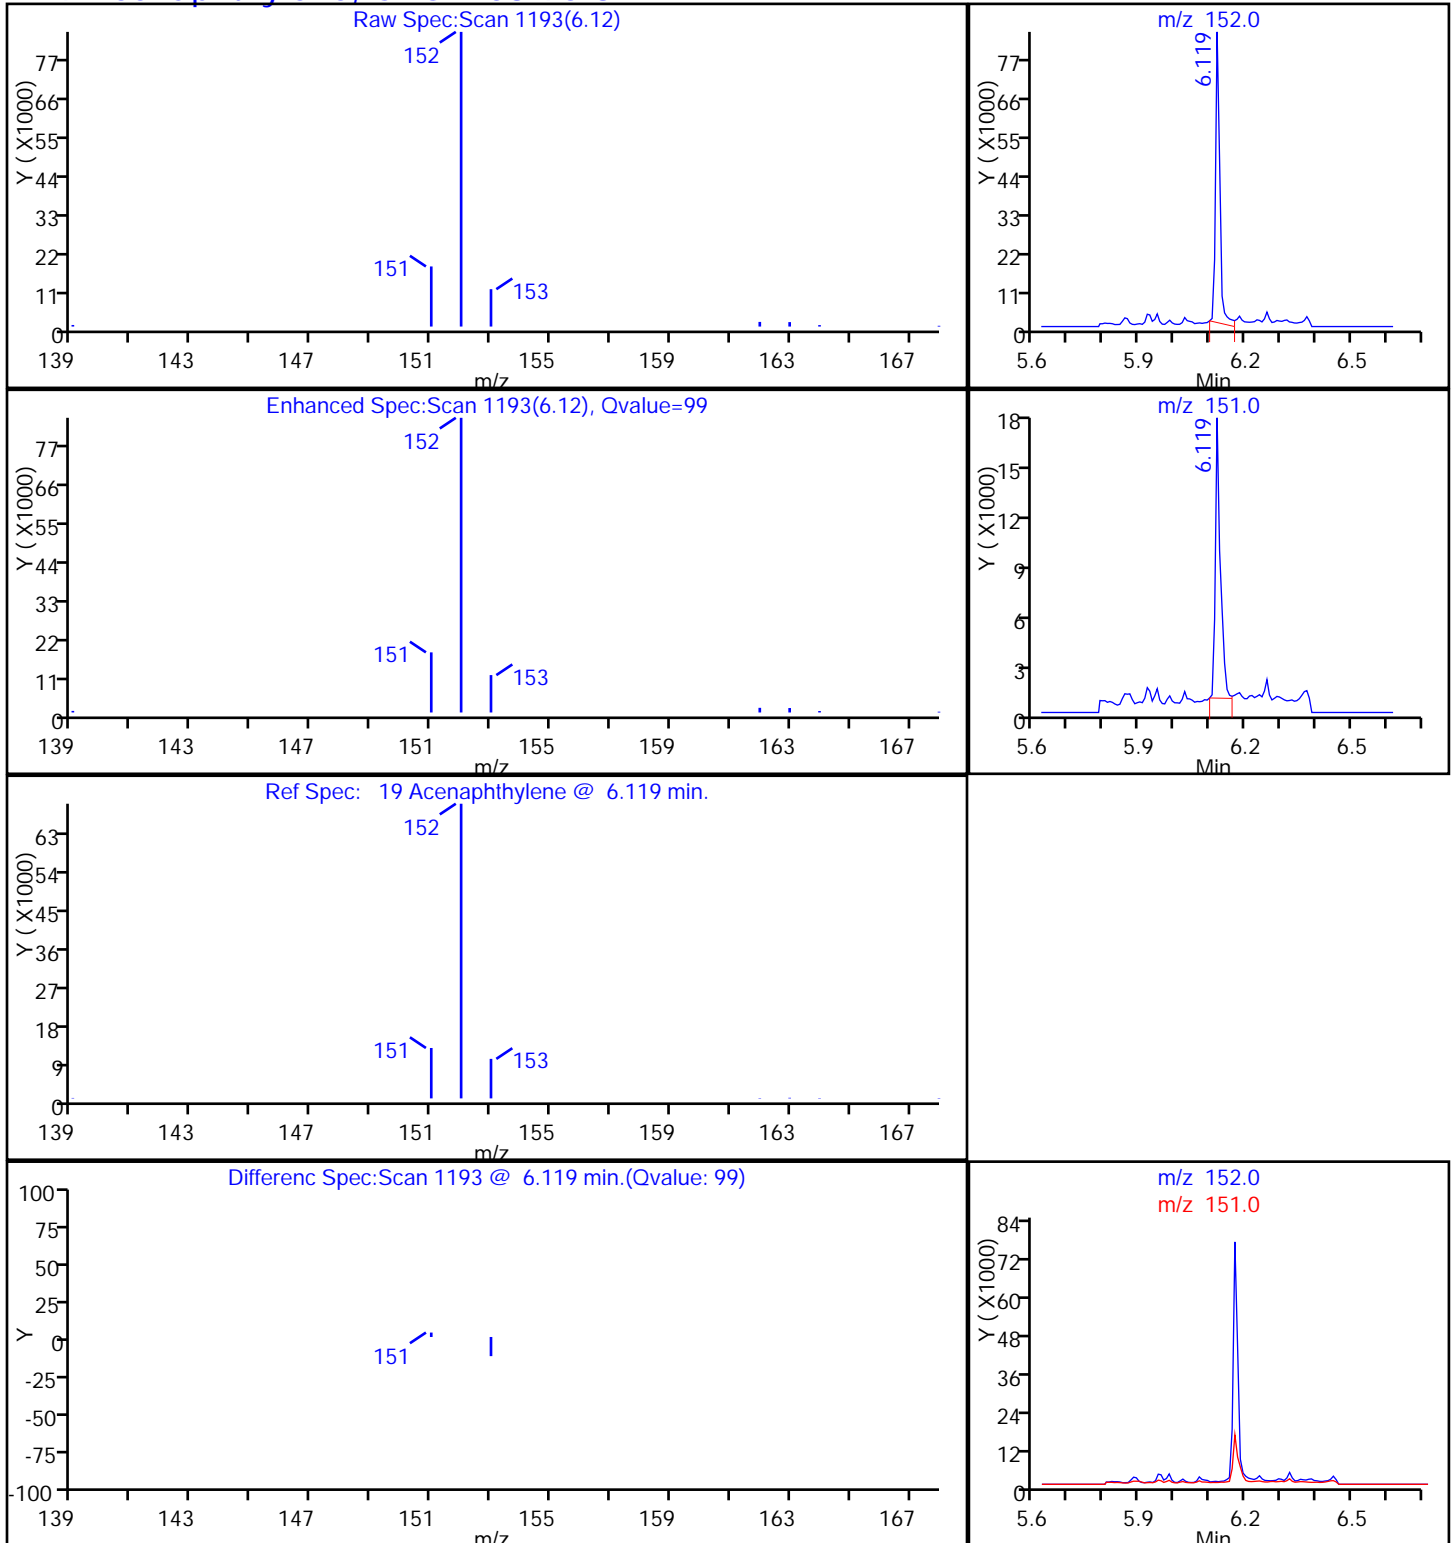 Raw Spec:Scan 1193(6.12)
152
151
153
Y ( X1000)
77
66
55
44
33
22
11
0
139 143 147 151 155 159 163 167
m/z
m/z 152.0
6.119
Y ( X1000)
77
66
55
44
33
22
11
0
5.6 5.9 6.2 6.5
Min
Enhanced Spec:Scan 1193(6.12), Qvalue=99
152
151
153
Y ( X1000)
77
66
55
44
33
22
11
0
139 143 147 151 155 159 163 167
m/z
m/z 151.0
6.119
Y ( X1000)
18
15
12
9
6
3
0
5.6 5.9 6.2 6.5
Min
Ref Spec: 19 Acenaphthylene @ 6.119 min.
152
151
153
Y ( X1000)
63
54
45
36
27
18
9
0
139 143 147 151 155 159 163 167
m/z
Differenc Spec:Scan 1193 @ 6.119 min.(Qvalue: 99)
151
Y
100
75
50
25
0
-25
-50
-75
-100
139 143 147 151 155 159 163 167
m/z
m/z 152.0
m/z 151.0
Y ( X1000)
84
72
60
48
36
24
12
0
5.6 5.9 6.2 6.5
Min